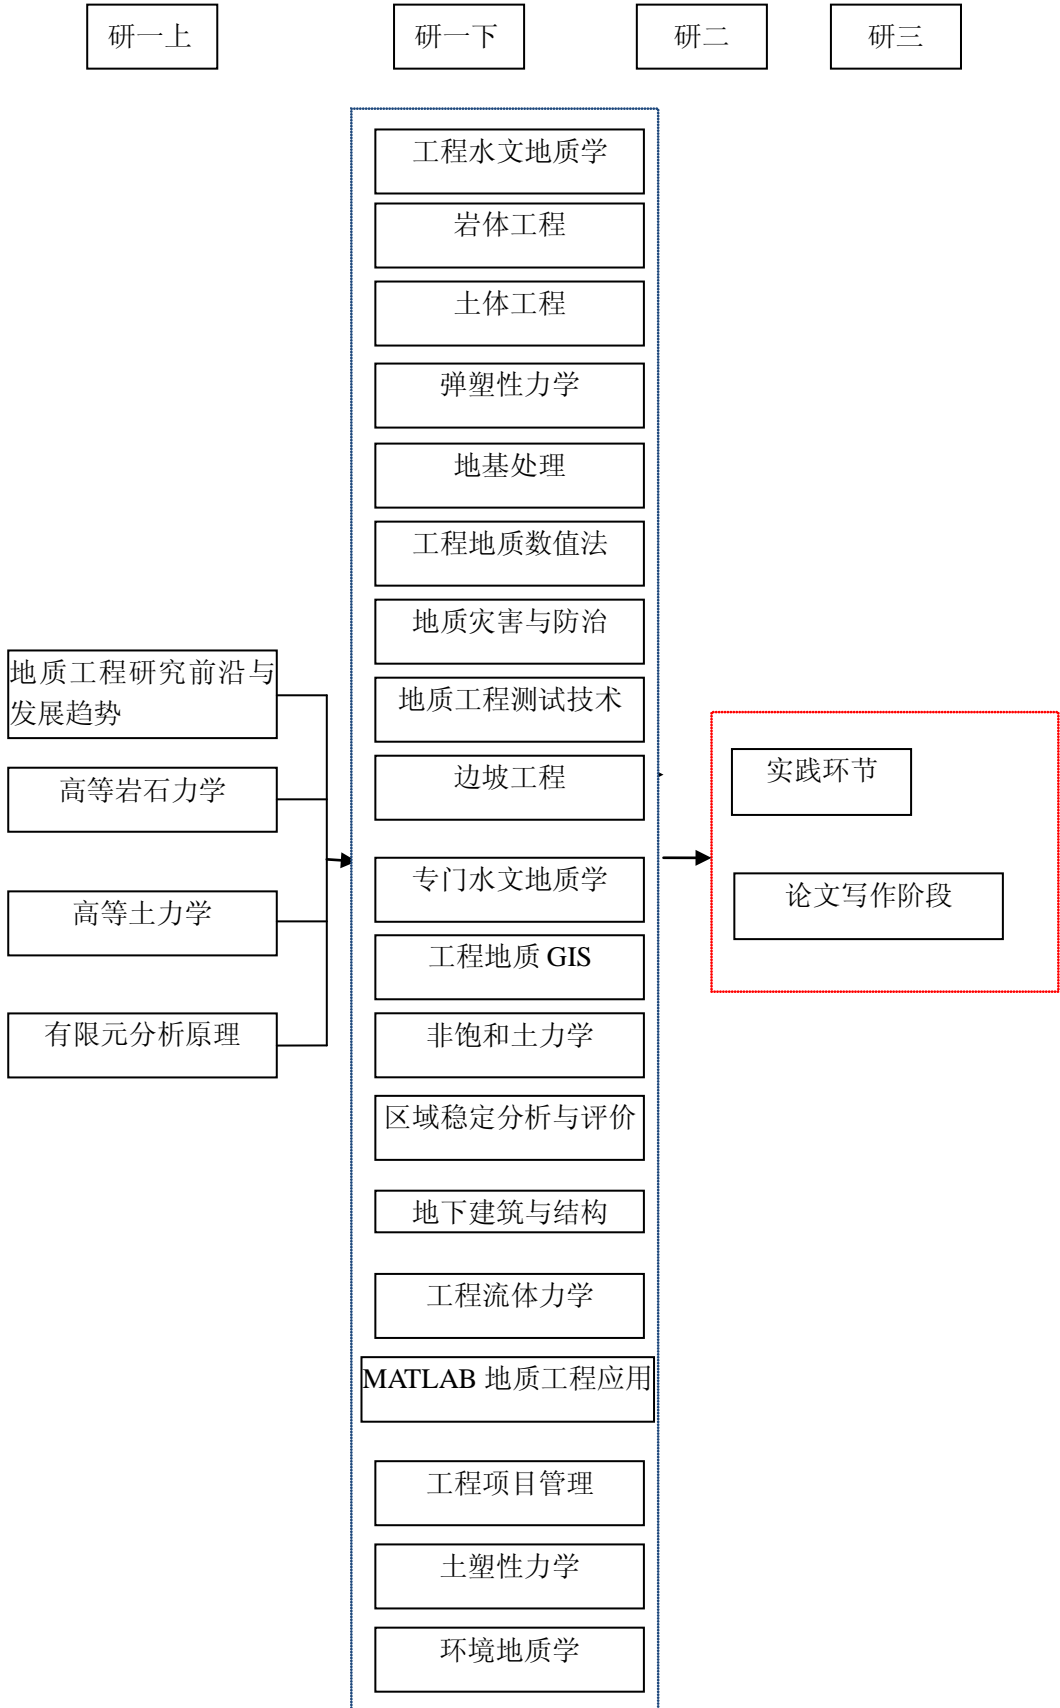 研一上
研一下
研二
研三
地质工程研究前沿与
发展趋势
高等岩石力学
高等土力学
有限元分析原理
工程水文地质学
岩体工程
土体工程
弹塑性力学
地基处理
工程地质数值法
地质灾害与防治
地质工程测试技术
边坡工程
专门水文地质学
工程地质 GIS
非饱和土力学
区域稳定分析与评价
地下建筑与结构
工程流体力学
MATLAB 地质工程应用
工程项目管理
土塑性力学
环境地质学
实践环节
论文写作阶段